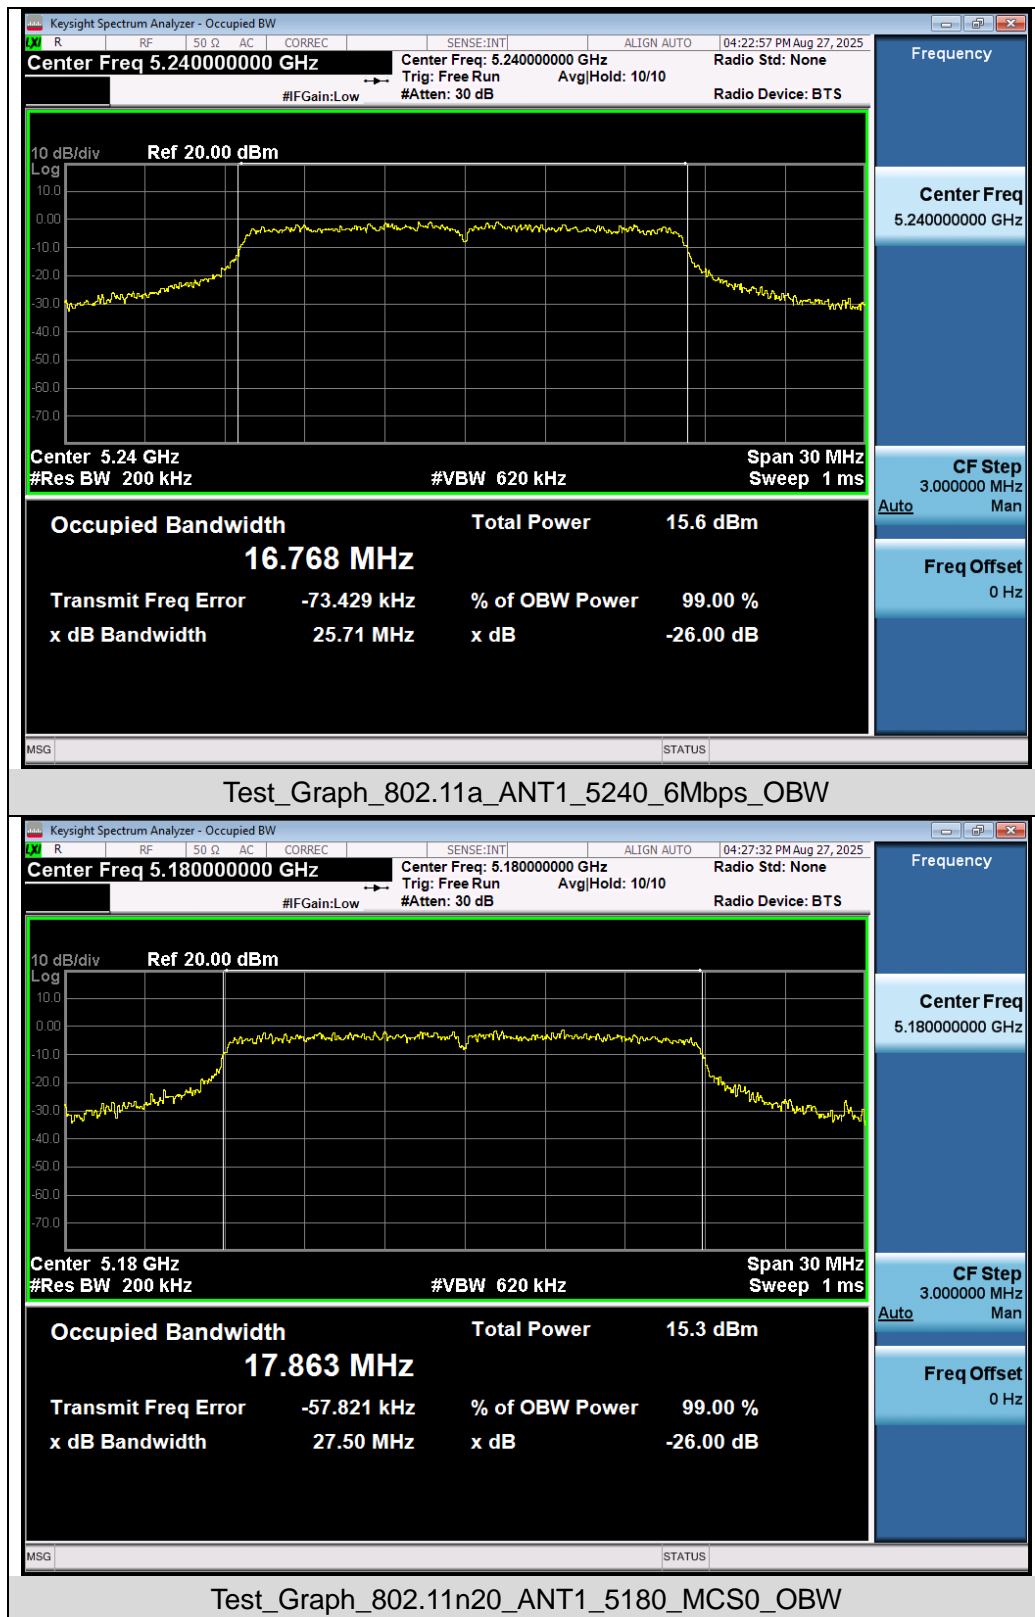 Keysight Spectrum Analyzer - Occupied BW
LXI R RF 50 Ω AC CORREC SENSE:INT ALIGN AUTO 04:22:57 PM Aug 27, 2025
Center Freq 5.240000000 GHz
Center Freq: 5.240000000 GHz Radio Std: None
Trig: Free Run Avg|Hold: 10/10
#IFGain:Low #Atten: 30 dB Radio Device: BTS
10 dB/div Ref 20.00 dBm
Log
10.0
0.00
-10.0
-20.0
-30.0
-40.0
-50.0
-60.0
-70.0
Center 5.24 GHz Span 30 MHz
#Res BW 200 kHz #VBW 620 kHz Sweep 1 ms
Occupied Bandwidth Total Power 15.6 dBm
16.768 MHz
Transmit Freq Error -73.429 kHz % of OBW Power 99.00 %
x dB Bandwidth 25.71 MHz x dB -26.00 dB
MSG STATUS
Frequency
Center Freq
5.240000000 GHz
CF Step
3.000000 MHz
Auto Man
Freq Offset
0 Hz
Test_Graph_802.11a_ANT1_5240_6Mbps_OBW
Keysight Spectrum Analyzer - Occupied BW
LXI R RF 50 Ω AC CORREC SENSE:INT ALIGN AUTO 04:27:32 PM Aug 27, 2025
Center Freq 5.180000000 GHz
Center Freq: 5.180000000 GHz Radio Std: None
Trig: Free Run Avg|Hold: 10/10
#IFGain:Low #Atten: 30 dB Radio Device: BTS
10 dB/div Ref 20.00 dBm
Log
10.0
0.00
-10.0
-20.0
-30.0
-40.0
-50.0
-60.0
-70.0
Center 5.18 GHz Span 30 MHz
#Res BW 200 kHz #VBW 620 kHz Sweep 1 ms
Occupied Bandwidth Total Power 15.3 dBm
17.863 MHz
Transmit Freq Error -57.821 kHz % of OBW Power 99.00 %
x dB Bandwidth 27.50 MHz x dB -26.00 dB
MSG STATUS
Frequency
Center Freq
5.180000000 GHz
CF Step
3.000000 MHz
Auto Man
Freq Offset
0 Hz
Test_Graph_802.11n20_ANT1_5180_MCS0_OBW